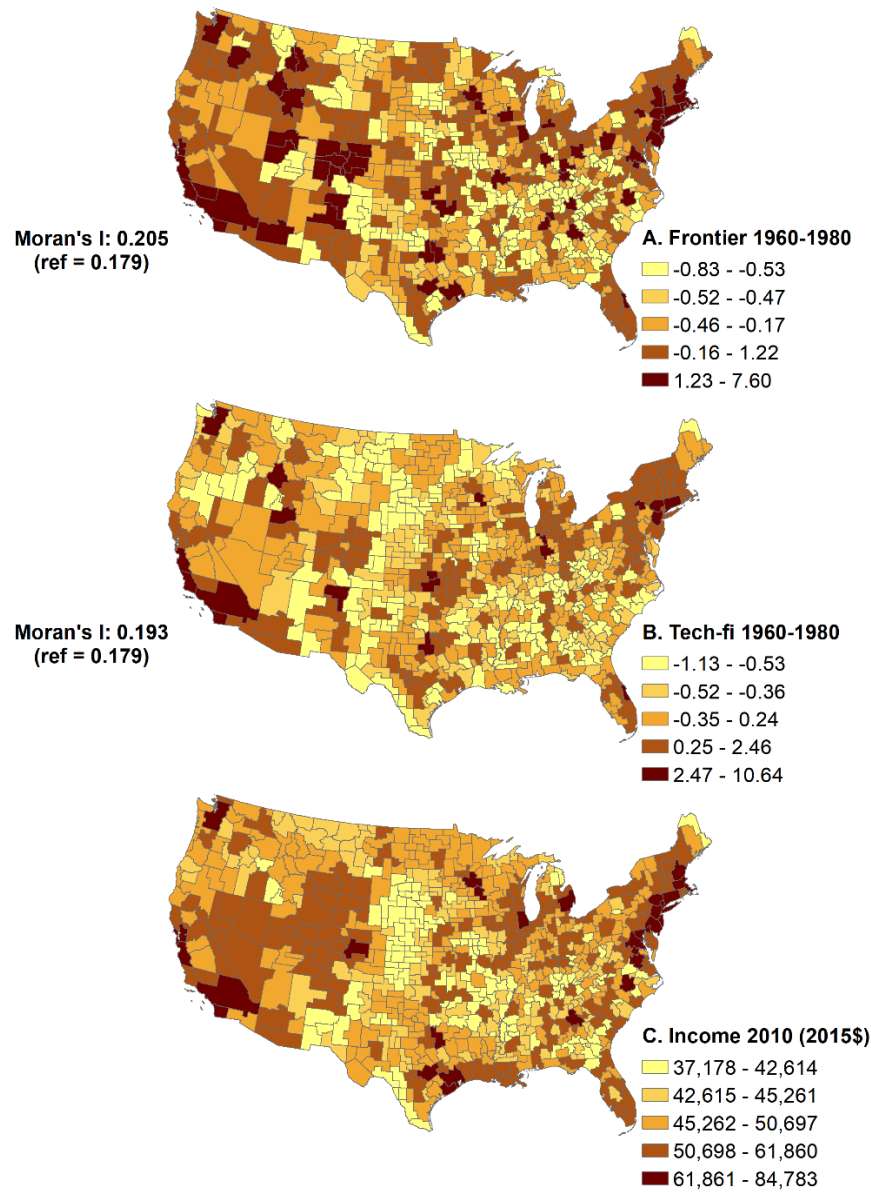 Moran's I: 0.205
(ref = 0.179)
A. Frontier 1960-1980
-0.83 - -0.53
-0.52 - -0.47
-0.46 - -0.17
-0.16 - 1.22
1.23 - 7.60
Moran's I: 0.193
(ref = 0.179)
B. Tech-fi 1960-1980
-1.13 - -0.53
-0.52 - -0.36
-0.35 - 0.24
0.25 - 2.46
2.47 - 10.64
C. Income 2010 (2015$)
37,178 - 42,614
42,615 - 45,261
45,262 - 50,697
50,698 - 61,860
61,861 - 84,783